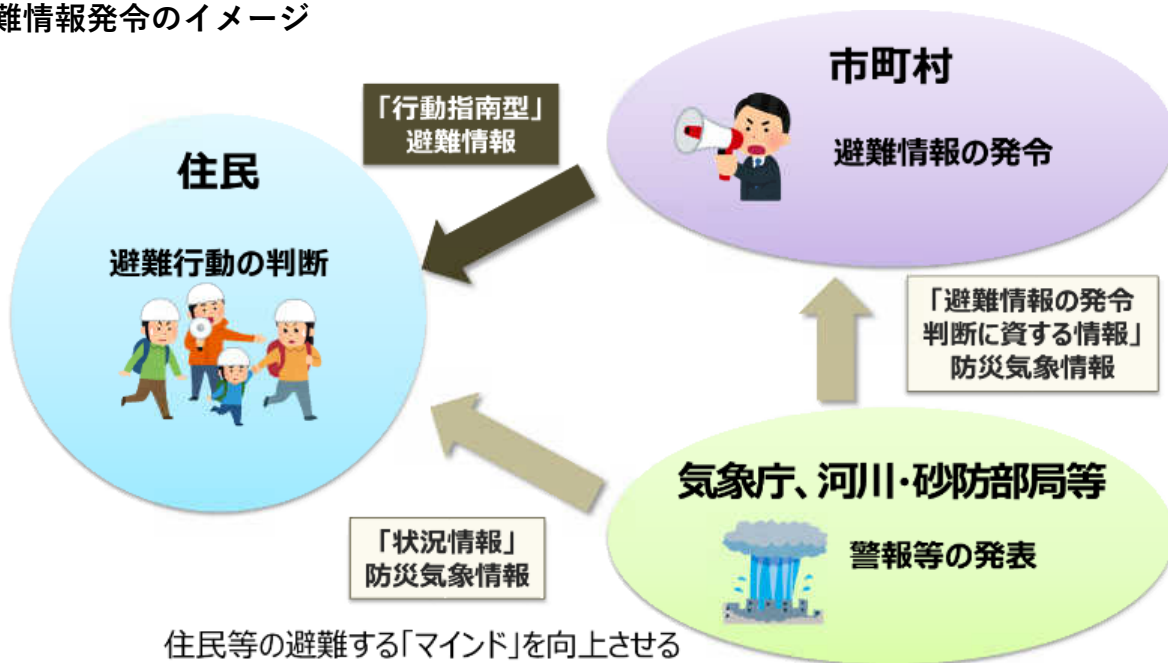 難情報発令のイメージ
市町村
避難情報の発令
「行動指南型」
避難情報
住民
避難行動の判断
「避難情報の発令
判断に資する情報」
防災気象情報
気象庁、河川・砂防部局等
警報等の発表
「状況情報」
防災気象情報
住民等の避難する「マインド」を向上させる